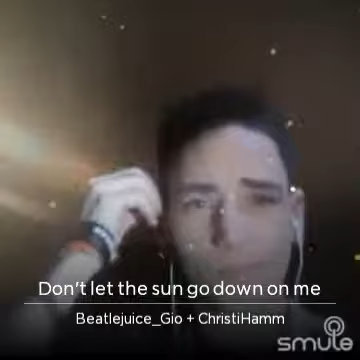 Don't let the sun go down on me
Beatlejuice_Gio + ChristiHamm
smule